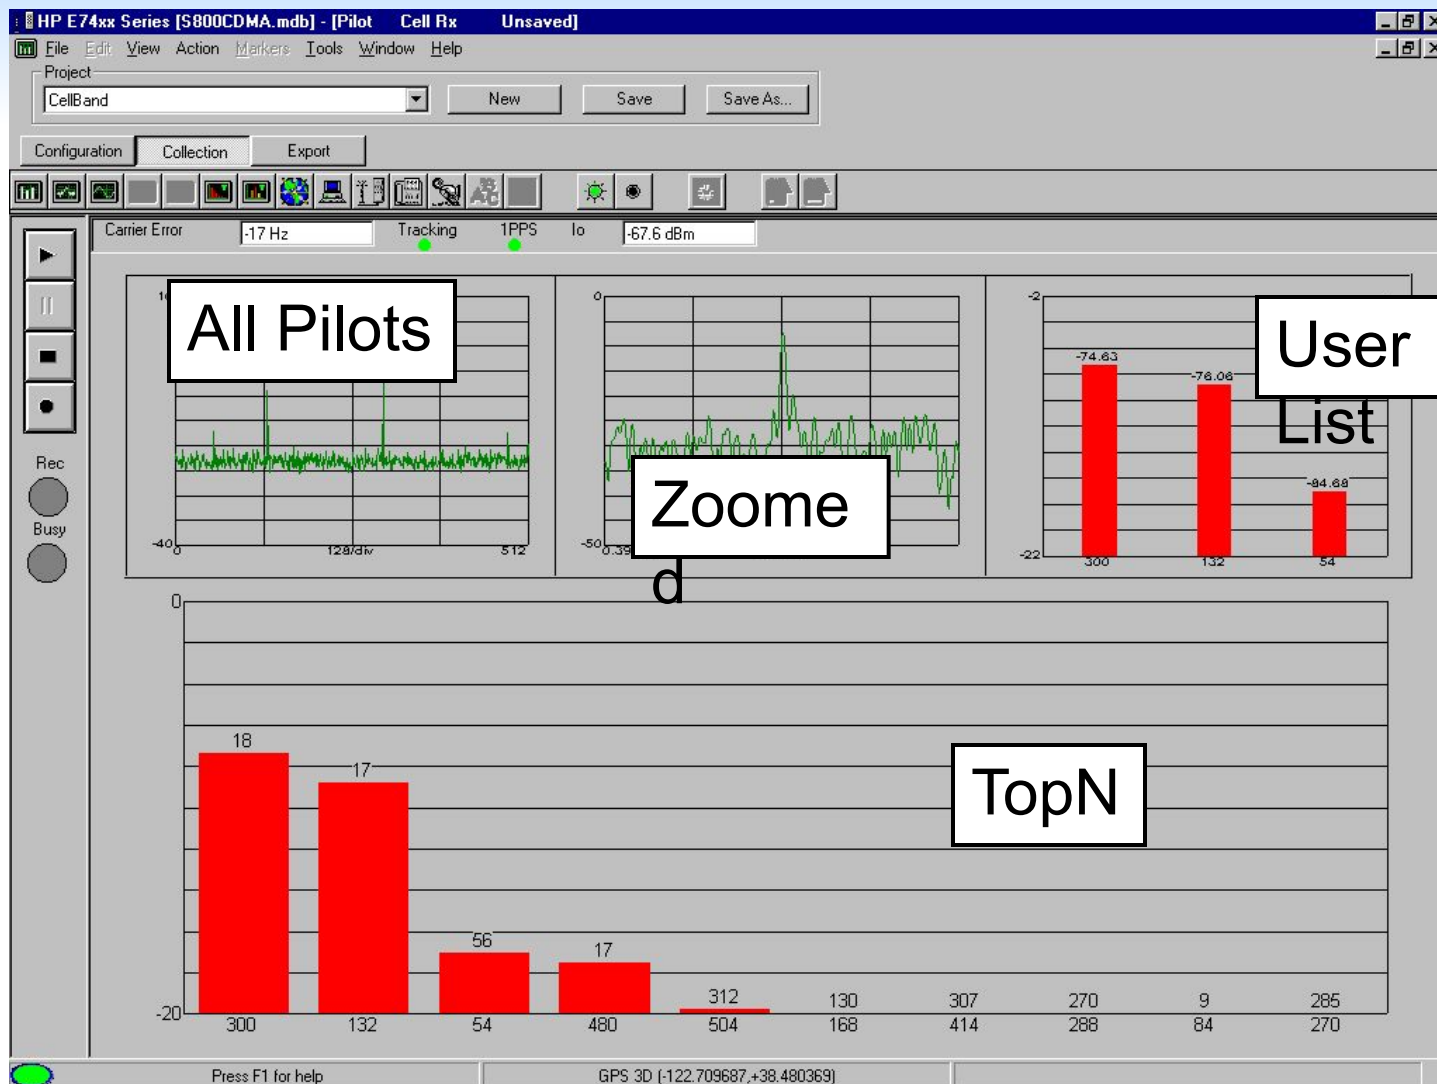 HP E74xx Series [S800CDMA.mdb] - [Pilot Cell Rx Unsaved]
File Edit View Action Markers Tools Window Help
Project
CellBand New Save Save As...
Configuration Collection Export
Carrier Error -17 Hz Tracking 1PPS Io -67.6 dBm
All Pilots
-40
0 128/div 512
0
Zoome
d
-50
-2
User
List
-74.63 -76.06 -84.68
-22
300 132 54
Rec
Busy
0
TopN
18 17 56 17 312 130 307 270 9 285
-20
300 132 54 480 504 168 414 288 84 270
Press F1 for help GPS 3D (-122.709687,+38.480369)